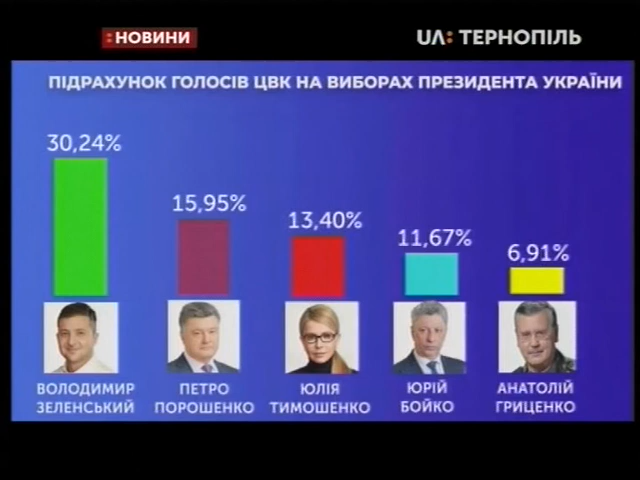 :НОВИНИ
UA: ТЕРНОПІЛЬ
ПІДРАХУНОК ГОЛОСІВ ЦВК НА ВИБОРАХ ПРЕЗИДЕНТА УКРАЇНИ
30,24%
15,95%
13,40%
11,67%
6,91%
ВОЛОДИМИР
ЗЕЛЕНСЬКИЙ
ПЕТРО
ПОРОШЕНКО
ЮЛІЯ
ТИМОШЕНКО
ЮРІЙ
БОЙКО
АНАТОЛІЙ
ГРИЦЕНКО